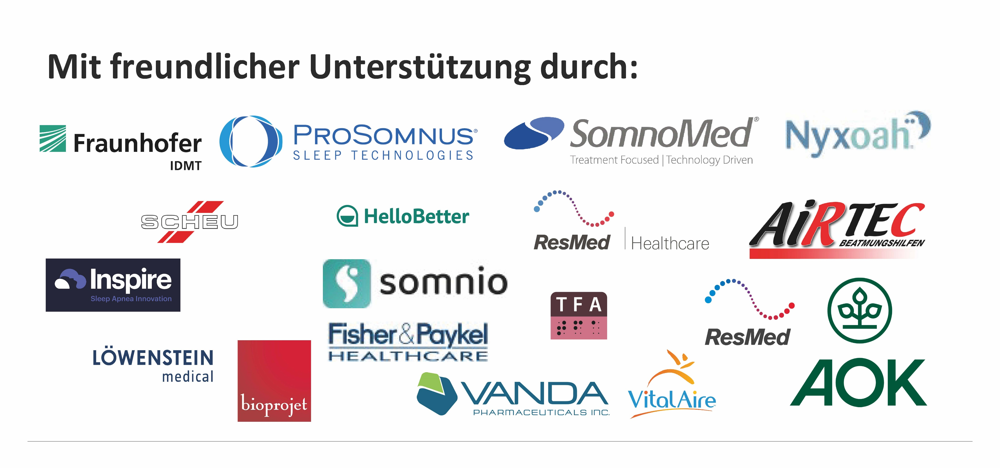 Mit freundlicher Unterstützung durch:
Fraunhofer
IDMT
PROSOMNUS®
SLEEP TECHNOLOGIES
SomnoMed®
Treatment Focused | Technology Driven
Nyxoah
SCHEU
HelloBetter
ResMed | Healthcare
AiRTEC
BEATMUNGSHILFEN
Inspire
Sleep Apnea Innovation
somnio
TFA
ResMed
Fisher & Paykel
HEALTHCARE
LÖWENSTEIN
medical
bioprojet
VANDA
PHARMACEUTICALS INC.
VitalAire
AOK